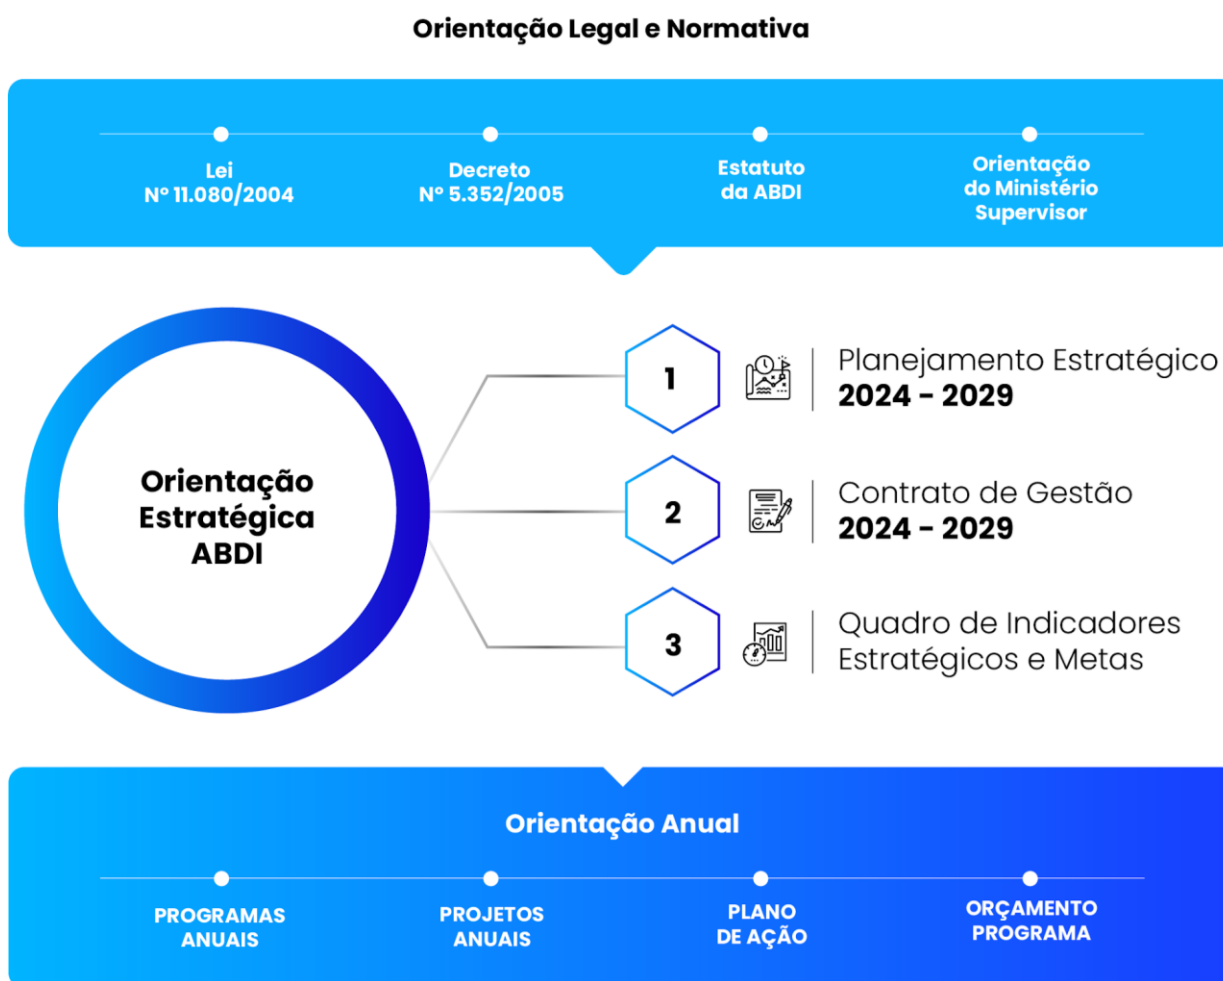 Orientação Legal e Normativa
Lei
Nº 11.080/2004
Decreto
Nº 5.352/2005
Estatuto
da ABDI
Orientação
do Ministério
Supervisor
Orientação
Estratégica
ABDI
1
Planejamento Estratégico
2024 - 2029
2
Contrato de Gestão
2024 - 2029
3
Quadro de Indicadores
Estratégicos e Metas
Orientação Anual
PROGRAMAS
ANUAIS
PROJETOS
ANUAIS
PLANO
DE AÇÃO
ORÇAMENTO
PROGRAMA